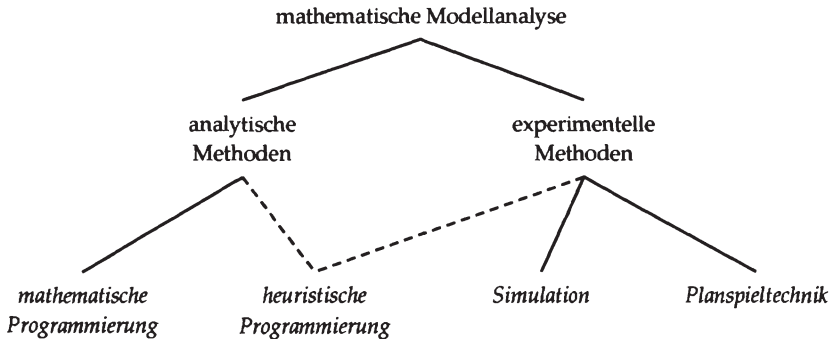 mathematische Modellanalyse
analytische
Methoden
experimentelle
Methoden
mathematische
Programmierung
heuristische
Programmierung
Simulation
Planspieltechnik